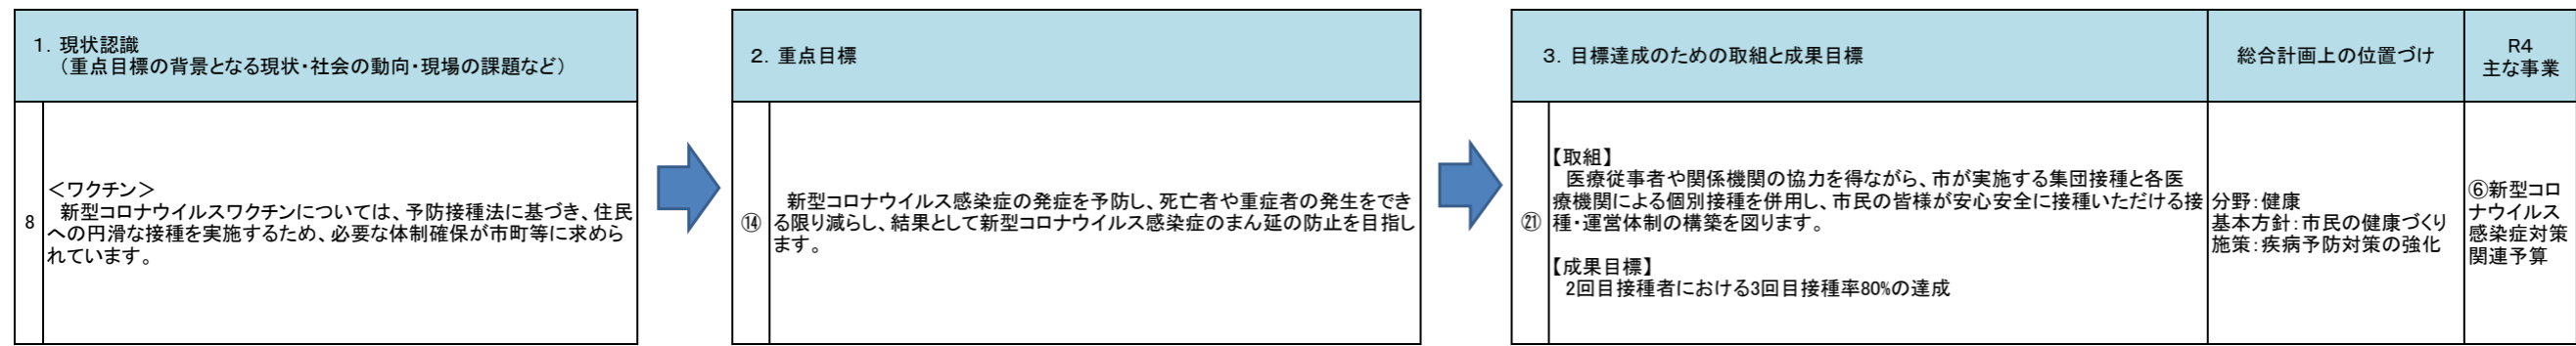 1．現状認識
（重点目標の背景となる現状・社会の動向・現場の課題など）
8
＜ワクチン＞
新型コロナウイルスワクチンについては、予防接種法に基づき、住民
への円滑な接種を実施するため、必要な体制確保が市町等に求めら
れています。
2．重点目標
⑭
新型コロナウイルス感染症の発症を予防し、死亡者や重症者の発生をでき
る限り減らし、結果として新型コロナウイルス感染症のまん延の防止を目指し
ます。
3．目標達成のための取組と成果目標
㉑
【取組】
医療従事者や関係機関の協力を得ながら、市が実施する集団接種と各医
療機関による個別接種を併用し、市民の皆様が安心安全に接種いただける接
種・運営体制の構築を図ります。
【成果目標】
2回目接種者における3回目接種率80%の達成
総合計画上の位置づけ
分野：健康
基本方針：市民の健康づくり
施策：疾病予防対策の強化
R4
主な事業
⑥新型コロ
ナウイルス
感染症対策
関連予算